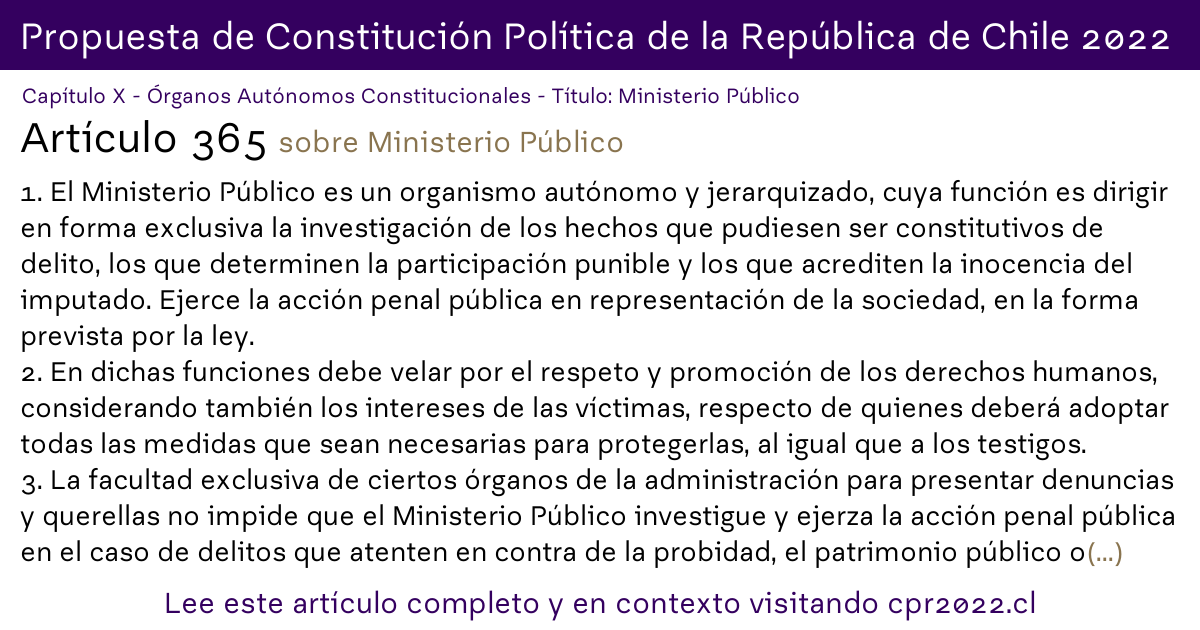 Propuesta de Constitución Política de la República de Chile 2022
Capítulo X - Órganos Autónomos Constitucionales - Título: Ministerio Público
Artículo 365 sobre Ministerio Público
1. El Ministerio Público es un organismo autónomo y jerarquizado, cuya función es dirigir
en forma exclusiva la investigación de los hechos que pudiesen ser constitutivos de
delito, los que determinen la participación punible y los que acrediten la inocencia del
imputado. Ejerce la acción penal pública en representación de la sociedad, en la forma
prevista por la ley.
2. En dichas funciones debe velar por el respeto y promoción de los derechos humanos,
considerando también los intereses de las víctimas, respecto de quienes deberá adoptar
todas las medidas que sean necesarias para protegerlas, al igual que a los testigos.
3. La facultad exclusiva de ciertos órganos de la administración para presentar denuncias
y querellas no impide que el Ministerio Público investigue y ejerza la acción penal pública
en el caso de delitos que atenten en contra de la probidad, el patrimonio público o(...)
Lee este artículo completo y en contexto visitando cpr2022.cl